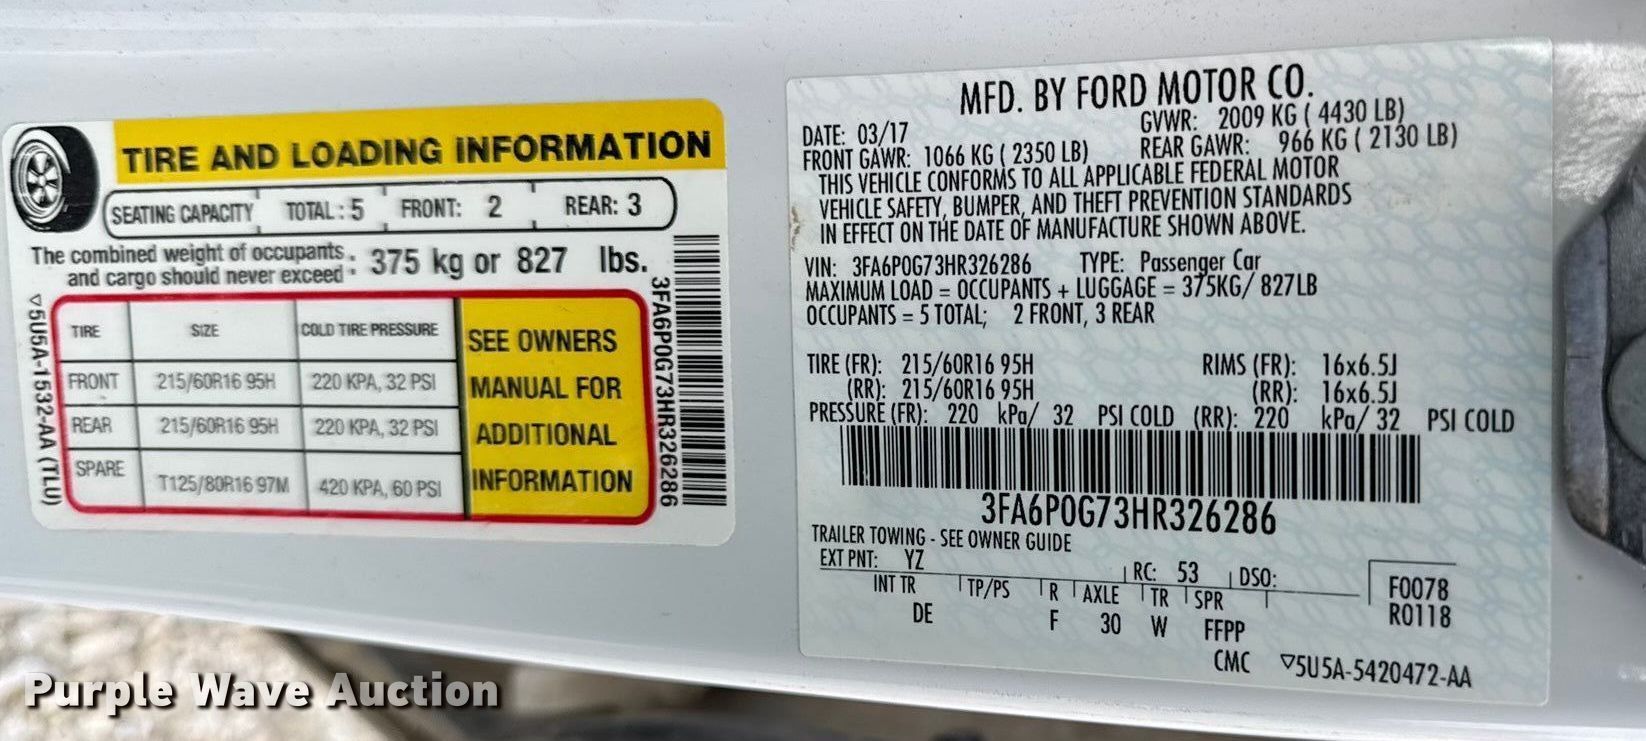 TIRE AND LOADING INFORMATION
SEATING CAPACITY TOTAL: 5 FRONT: 2 REAR: 3
The combined weight of occupants and cargo should never exceed : 375 kg or 827 lbs.
TIRE SIZE COLD TIRE PRESSURE
FRONT 215/60R16 95H 220 KPA, 32 PSI
REAR 215/60R16 95H 220 KPA, 32 PSI
SPARE T125/80R16 97M 420 KPA, 60 PSI
SEE OWNERS
MANUAL FOR
ADDITIONAL
INFORMATION
▽5U5A-1532-AA (TLU)
3FA6P0G73HR326286
MFD. BY FORD MOTOR CO.
DATE: 03/17 GVWR: 2009 KG ( 4430 LB)
FRONT GAWR: 1066 KG ( 2350 LB) REAR GAWR: 966 KG ( 2130 LB)
THIS VEHICLE CONFORMS TO ALL APPLICABLE FEDERAL MOTOR
VEHICLE SAFETY, BUMPER, AND THEFT PREVENTION STANDARDS
IN EFFECT ON THE DATE OF MANUFACTURE SHOWN ABOVE.
VIN: 3FA6P0G73HR326286 TYPE: Passenger Car
MAXIMUM LOAD = OCCUPANTS + LUGGAGE = 375KG/ 827LB
OCCUPANTS = 5 TOTAL; 2 FRONT, 3 REAR
TIRE (FR): 215/60R16 95H RIMS (FR): 16x6.5J
(RR): 215/60R16 95H (RR): 16x6.5J
PRESSURE (FR): 220 kPa/ 32 PSI COLD (RR): 220 kPa/ 32 PSI COLD
3FA6P0G73HR326286
TRAILER TOWING - SEE OWNER GUIDE
EXT PNT: YZ RC: 53 DSO:
INT TR TP/PS R AXLE TR SPR F0078
DE F 30 W FFPP R0118
CMC ▽5U5A-5420472-AA
Purple Wave Auction